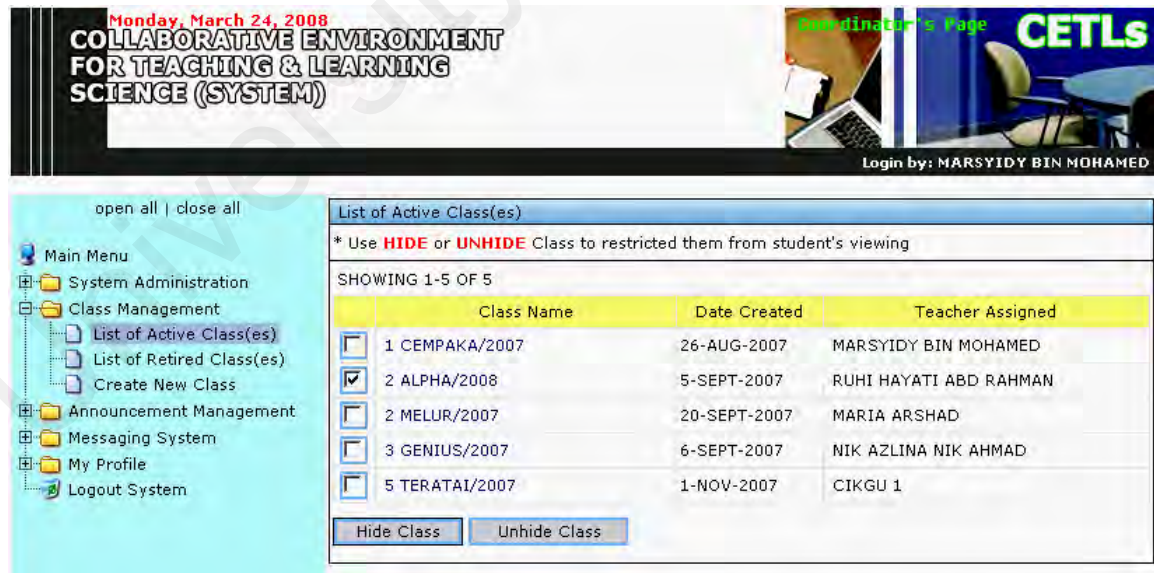 Monday, March 24, 2008
COLLABORATIVE ENVIRONMENT
FOR TEACHING & LEARNING
SCIENCE (SYSTEM)
Coordinator's Page
CETLs
Login by: MARSYIDY BIN MOHAMED
open all | close all
Main Menu
System Administration
Class Management
List of Active Class(es)
List of Retired Class(es)
Create New Class
Announcement Management
Messaging System
My Profile
Logout System
List of Active Class(es)
* Use HIDE or UNHIDE Class to restricted them from student's viewing
SHOWING 1-5 OF 5
Class Name Date Created Teacher Assigned
1 CEMPAKA/2007 26-AUG-2007 MARSYIDY BIN MOHAMED
2 ALPHA/2008 5-SEPT-2007 RUHI HAYATI ABD RAHMAN
2 MELUR/2007 20-SEPT-2007 MARIA ARSHAD
3 GENIUS/2007 6-SEPT-2007 NIK AZLINA NIK AHMAD
5 TERATAI/2007 1-NOV-2007 CIKGU 1
Hide Class Unhide Class